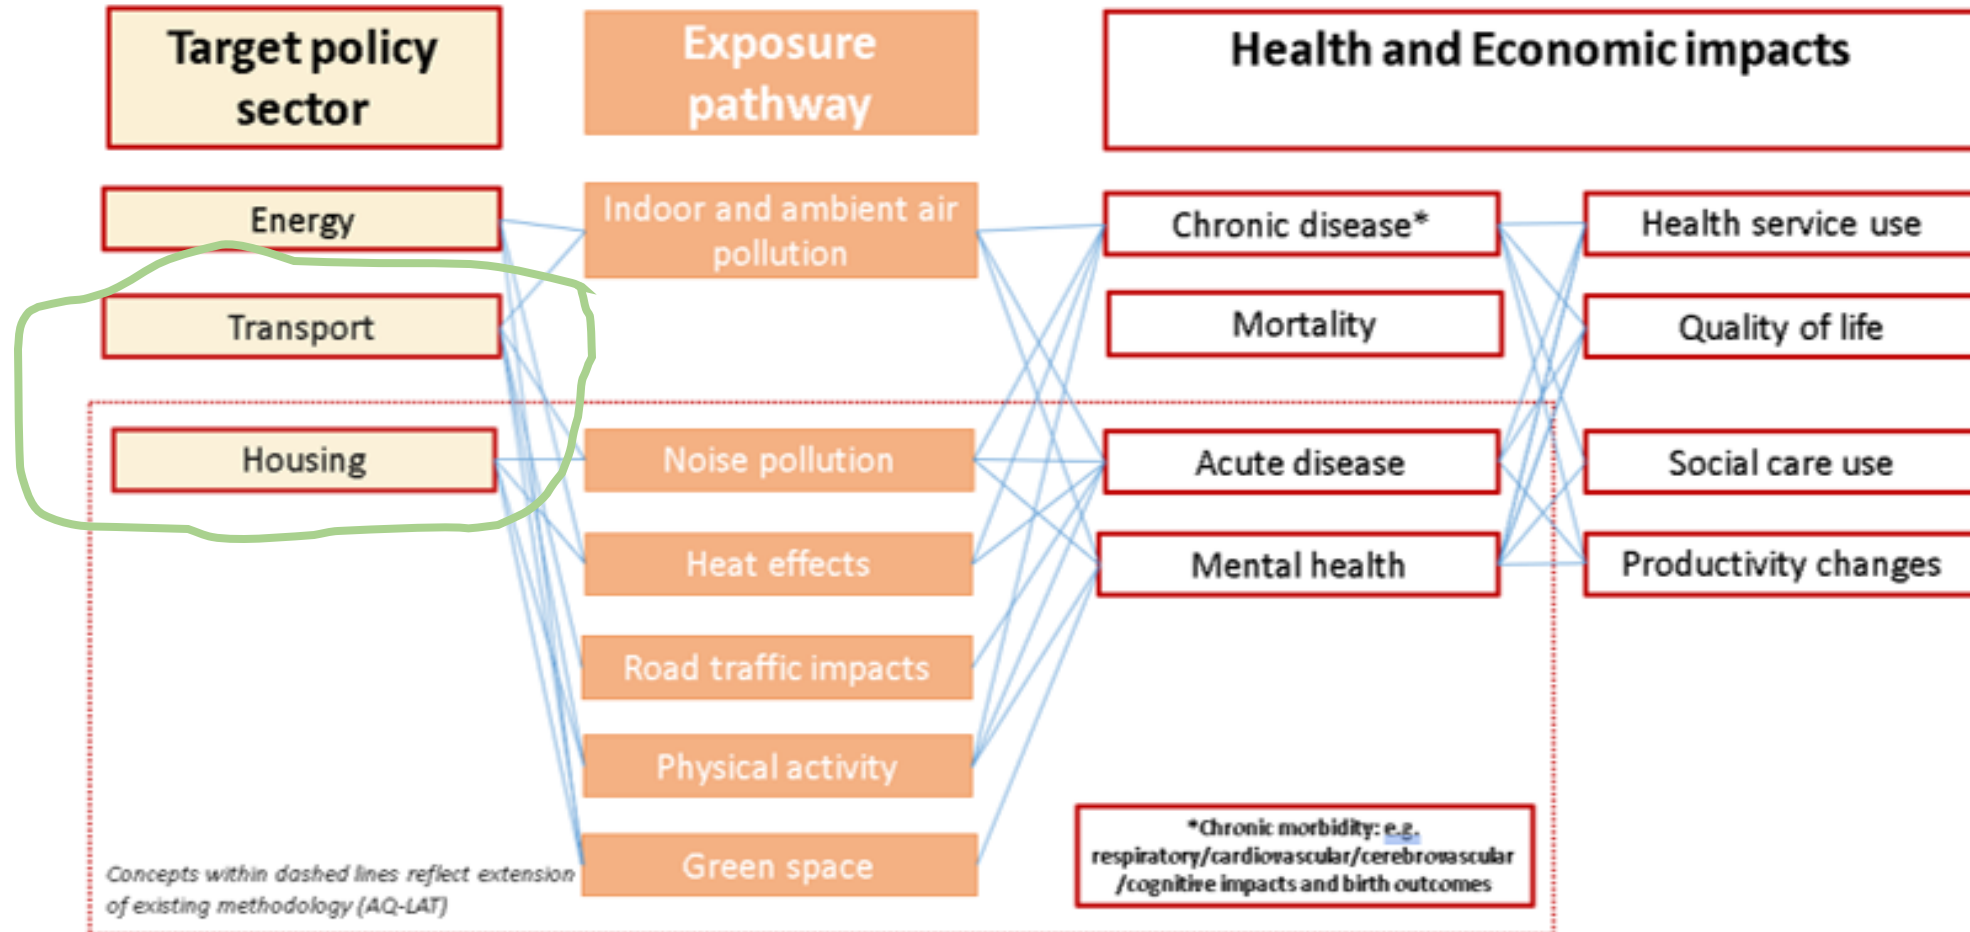 Target policy
sector
Exposure
pathway
Health and Economic impacts
Energy
Indoor and ambient air
pollution
Chronic disease*
Health service use
Transport
Mortality
Quality of life
Housing
Noise pollution
Acute disease
Social care use
Heat effects
Mental health
Productivity changes
Road traffic impacts
Physical activity
Green space
*Chronic morbidity: e.g.
respiratory/cardiovascular/cerebrovascular
/cognitive impacts and birth outcomes
Concepts within dashed lines reflect extension
of existing methodology (AQ-LAT)